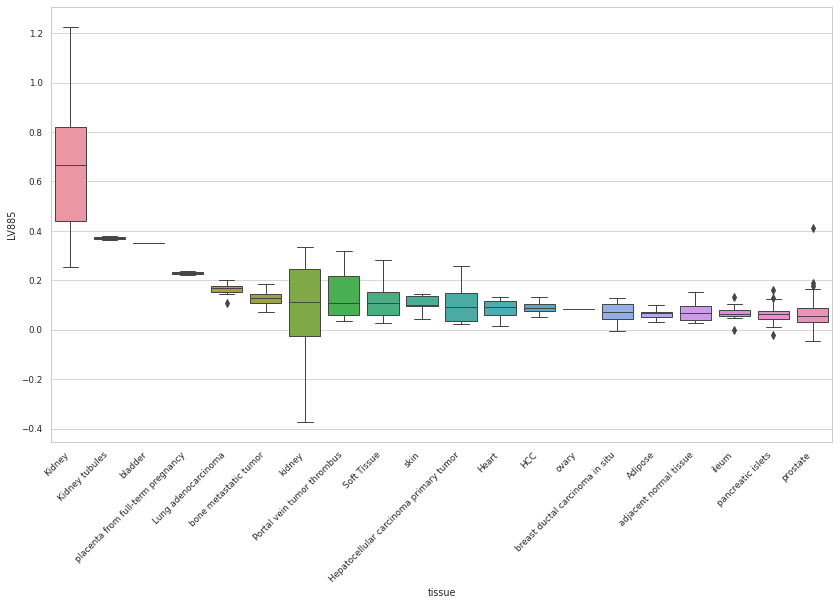 LV885
1.2
1.0
0.8
0.6
0.4
0.2
0.0
−0.2
−0.4
Kidney
Kidney tubules
bladder
placenta from full-term pregnancy
Lung adenocarcinoma
bone metastatic tumor
kidney
Portal vein tumor thrombus
Soft Tissue
skin
Hepatocellular carcinoma primary tumor
Heart
HCC
ovary
breast ductal carcinoma in situ
Adipose
adjacent normal tissue
ileum
pancreatic islets
prostate
tissue